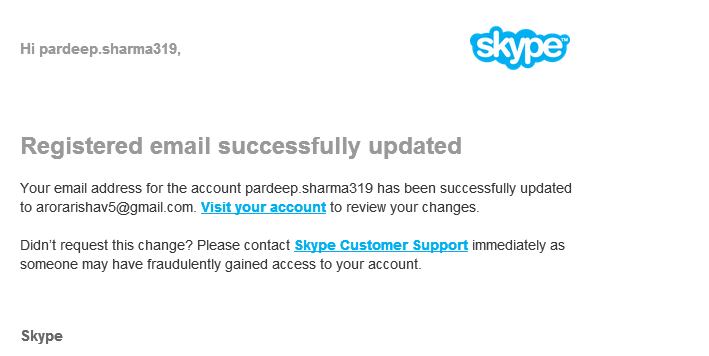 Hi pardeep.sharma319,
skype™
Registered email successfully updated
Your email address for the account pardeep.sharma319 has been successfully updated
to arorarishav5@gmail.com. Visit your account to review your changes.
Didn’t request this change? Please contact Skype Customer Support immediately as
someone may have fraudulently gained access to your account.
Skype